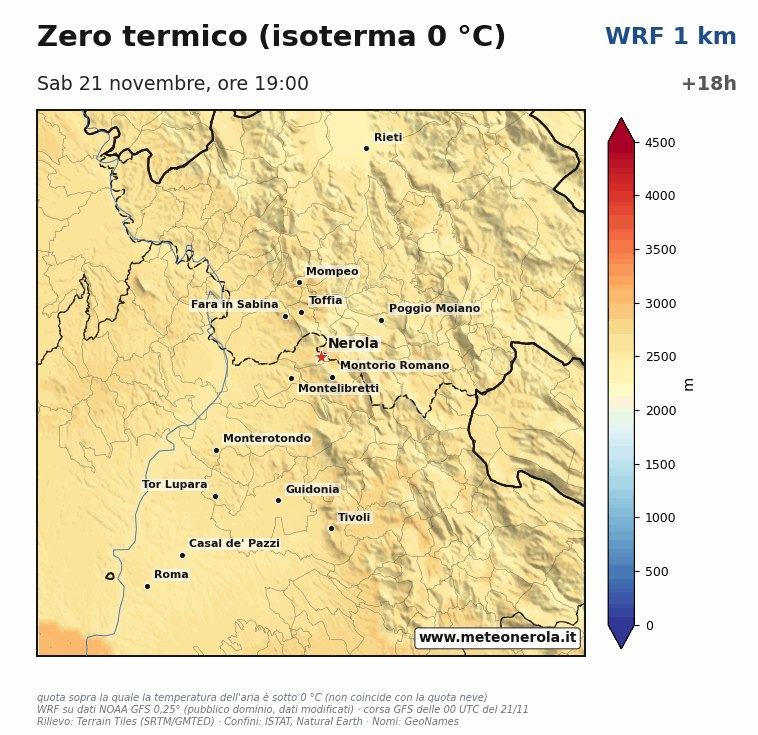 Zero termico (isoterma 0 °C)
WRF 1 km
Sab 21 novembre, ore 19:00
+18h
Rieti
Mompeo
Fara in Sabina
Toffia
Poggio Moiano
Nerola
Montorio Romano
Montelibretti
Monterotondo
Tor Lupara
Guidonia
Tivoli
Casal de' Pazzi
Roma
www.meteonerola.it
4500
4000
3500
3000
2500
2000
1500
1000
500
0
m
quota sopra la quale la temperatura dell'aria è sotto 0 °C (non coincide con la quota neve)
WRF su dati NOAA GFS 0,25° (pubblico dominio, dati modificati) · corsa GFS delle 00 UTC del 21/11
Rilievo: Terrain Tiles (SRTM/GMTED) · Confini: ISTAT, Natural Earth · Nomi: GeoNames